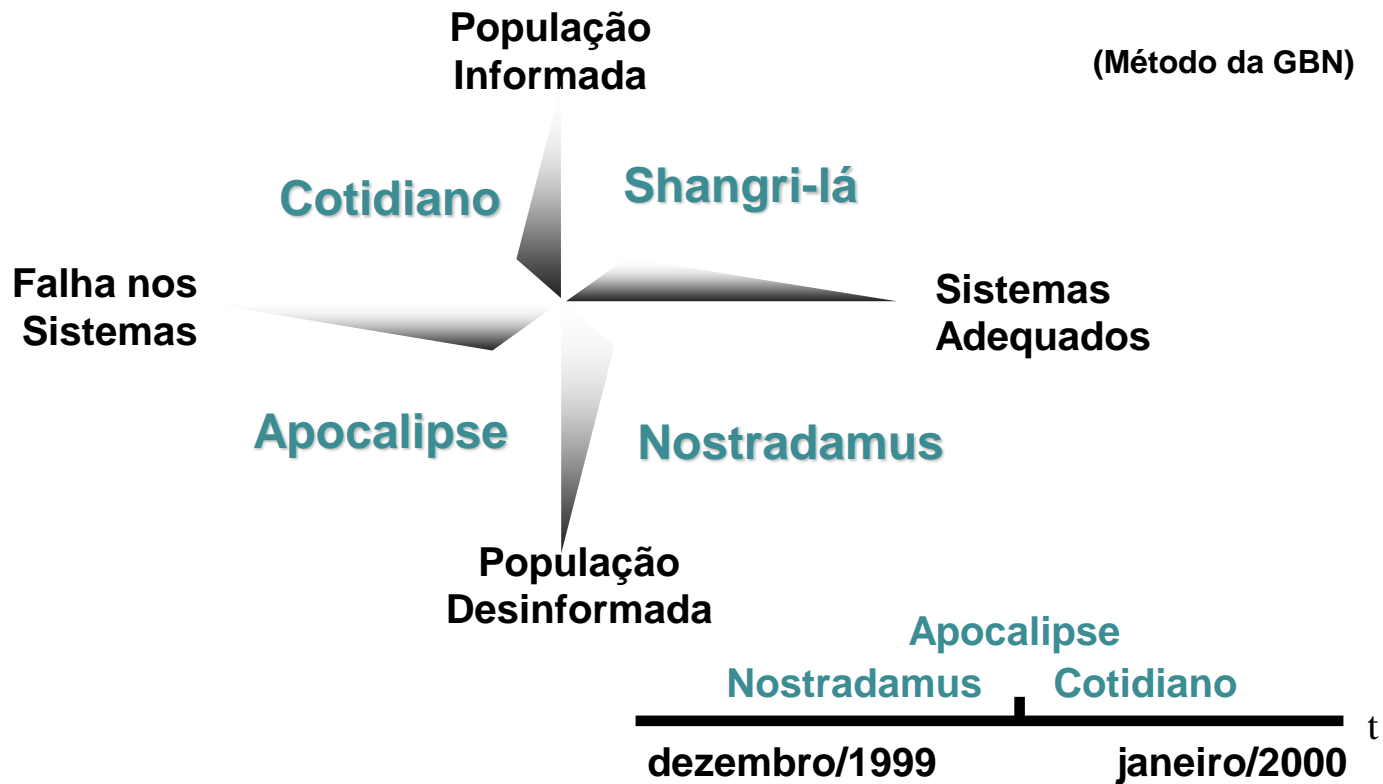 População
Informada
(Método da GBN)
Cotidiano
Shangri-lá
Falha nos
Sistemas
Sistemas
Adequados
Apocalipse
Nostradamus
População
Desinformada
Apocalipse
Nostradamus
Cotidiano
t
dezembro/1999
janeiro/2000